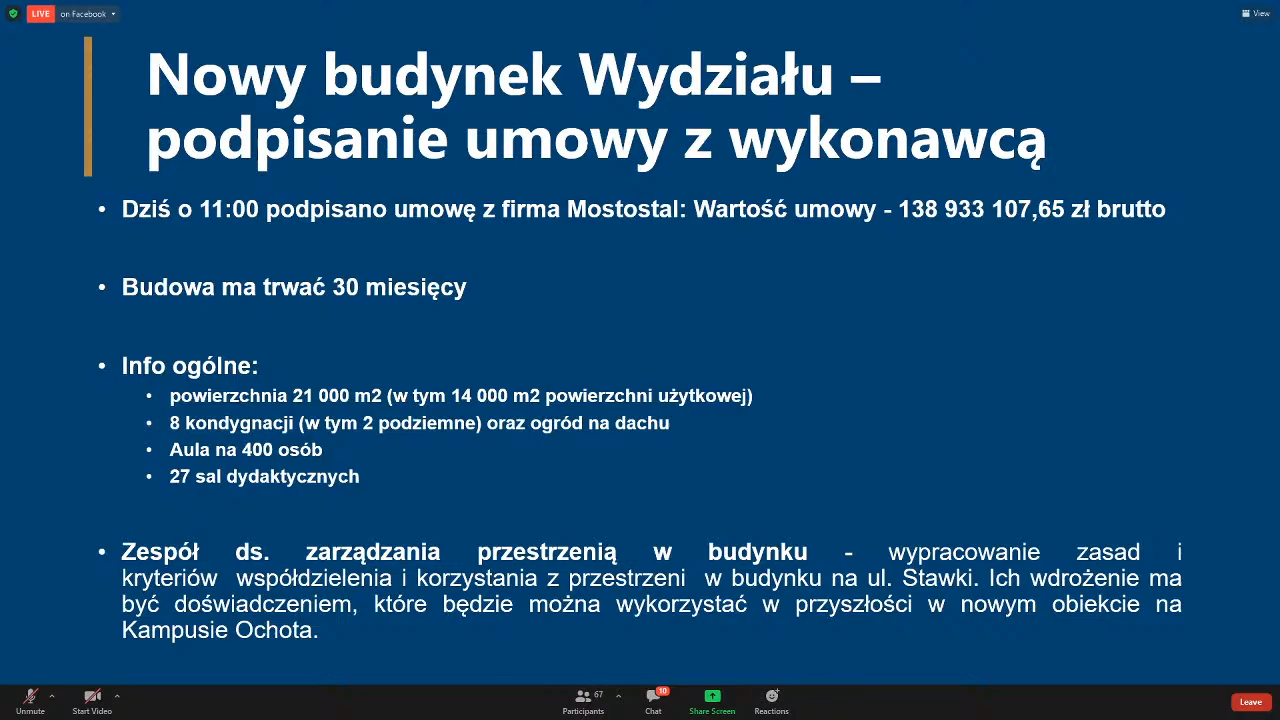 LIVE on Facebook
View
Nowy budynek Wydziału –
podpisanie umowy z wykonawcą
• Dziś o 11:00 podpisano umowę z firma Mostostal: Wartość umowy - 138 933 107,65 zł brutto
• Budowa ma trwać 30 miesięcy
• Info ogólne:
• powierzchnia 21 000 m2 (w tym 14 000 m2 powierzchni użytkowej)
• 8 kondygnacji (w tym 2 podziemne) oraz ogród na dachu
• Aula na 400 osób
• 27 sal dydaktycznych
• Zespół ds. zarządzania przestrzenią w budynku - wypracowanie zasad i
kryteriów współdzielenia i korzystania z przestrzeni w budynku na ul. Stawki. Ich wdrożenie ma
być doświadczeniem, które będzie można wykorzystać w przyszłości w nowym obiekcie na
Kampusie Ochota.
67 10
Unmute Start Video Participants Chat Share Screen Reactions Leave